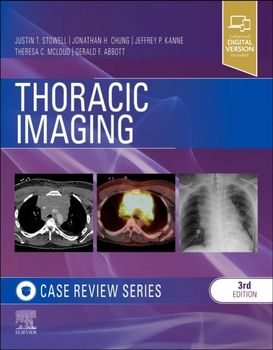 JUSTIN T. STOWELL | JONATHAN H. CHUNG | JEFFREY P. KANNE
THERESA C. MCLOUD | GERALD F. ABBOTT
Enhanced
DIGITAL
VERSION
Included
THORACIC
IMAGING
CASE REVIEW SERIES
3rd
EDITION
ELSEVIER